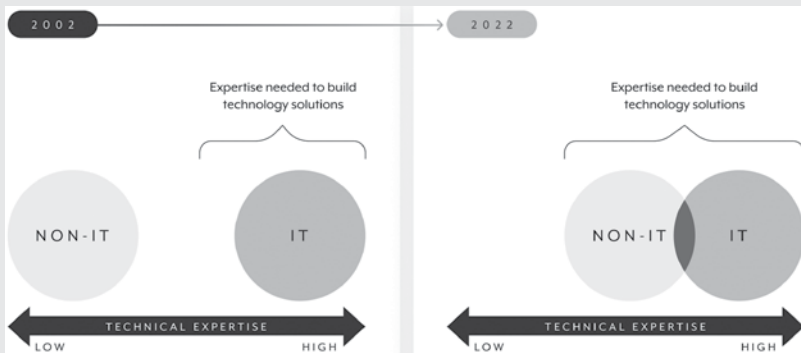 2002
2022
Expertise needed to build
technology solutions
Expertise needed to build
technology solutions
NON-IT
IT
NON-IT
IT
TECHNICAL EXPERTISE
LOW
HIGH
TECHNICAL EXPERTISE
LOW
HIGH